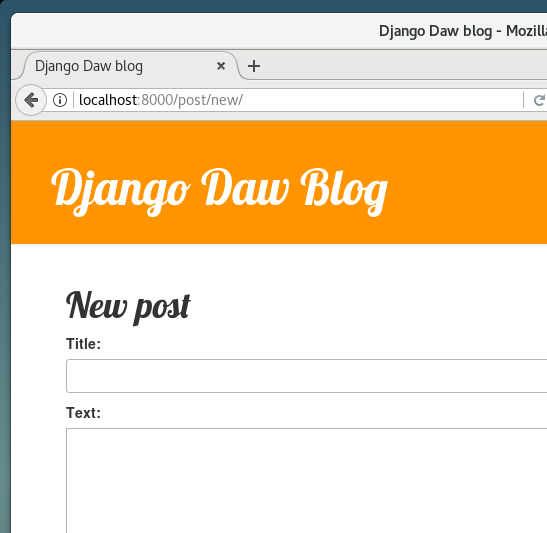 Django Daw blog - Mozilla
Django Daw blog
localhost:8000/post/new/
Django Daw Blog
New post
Title:
Text: